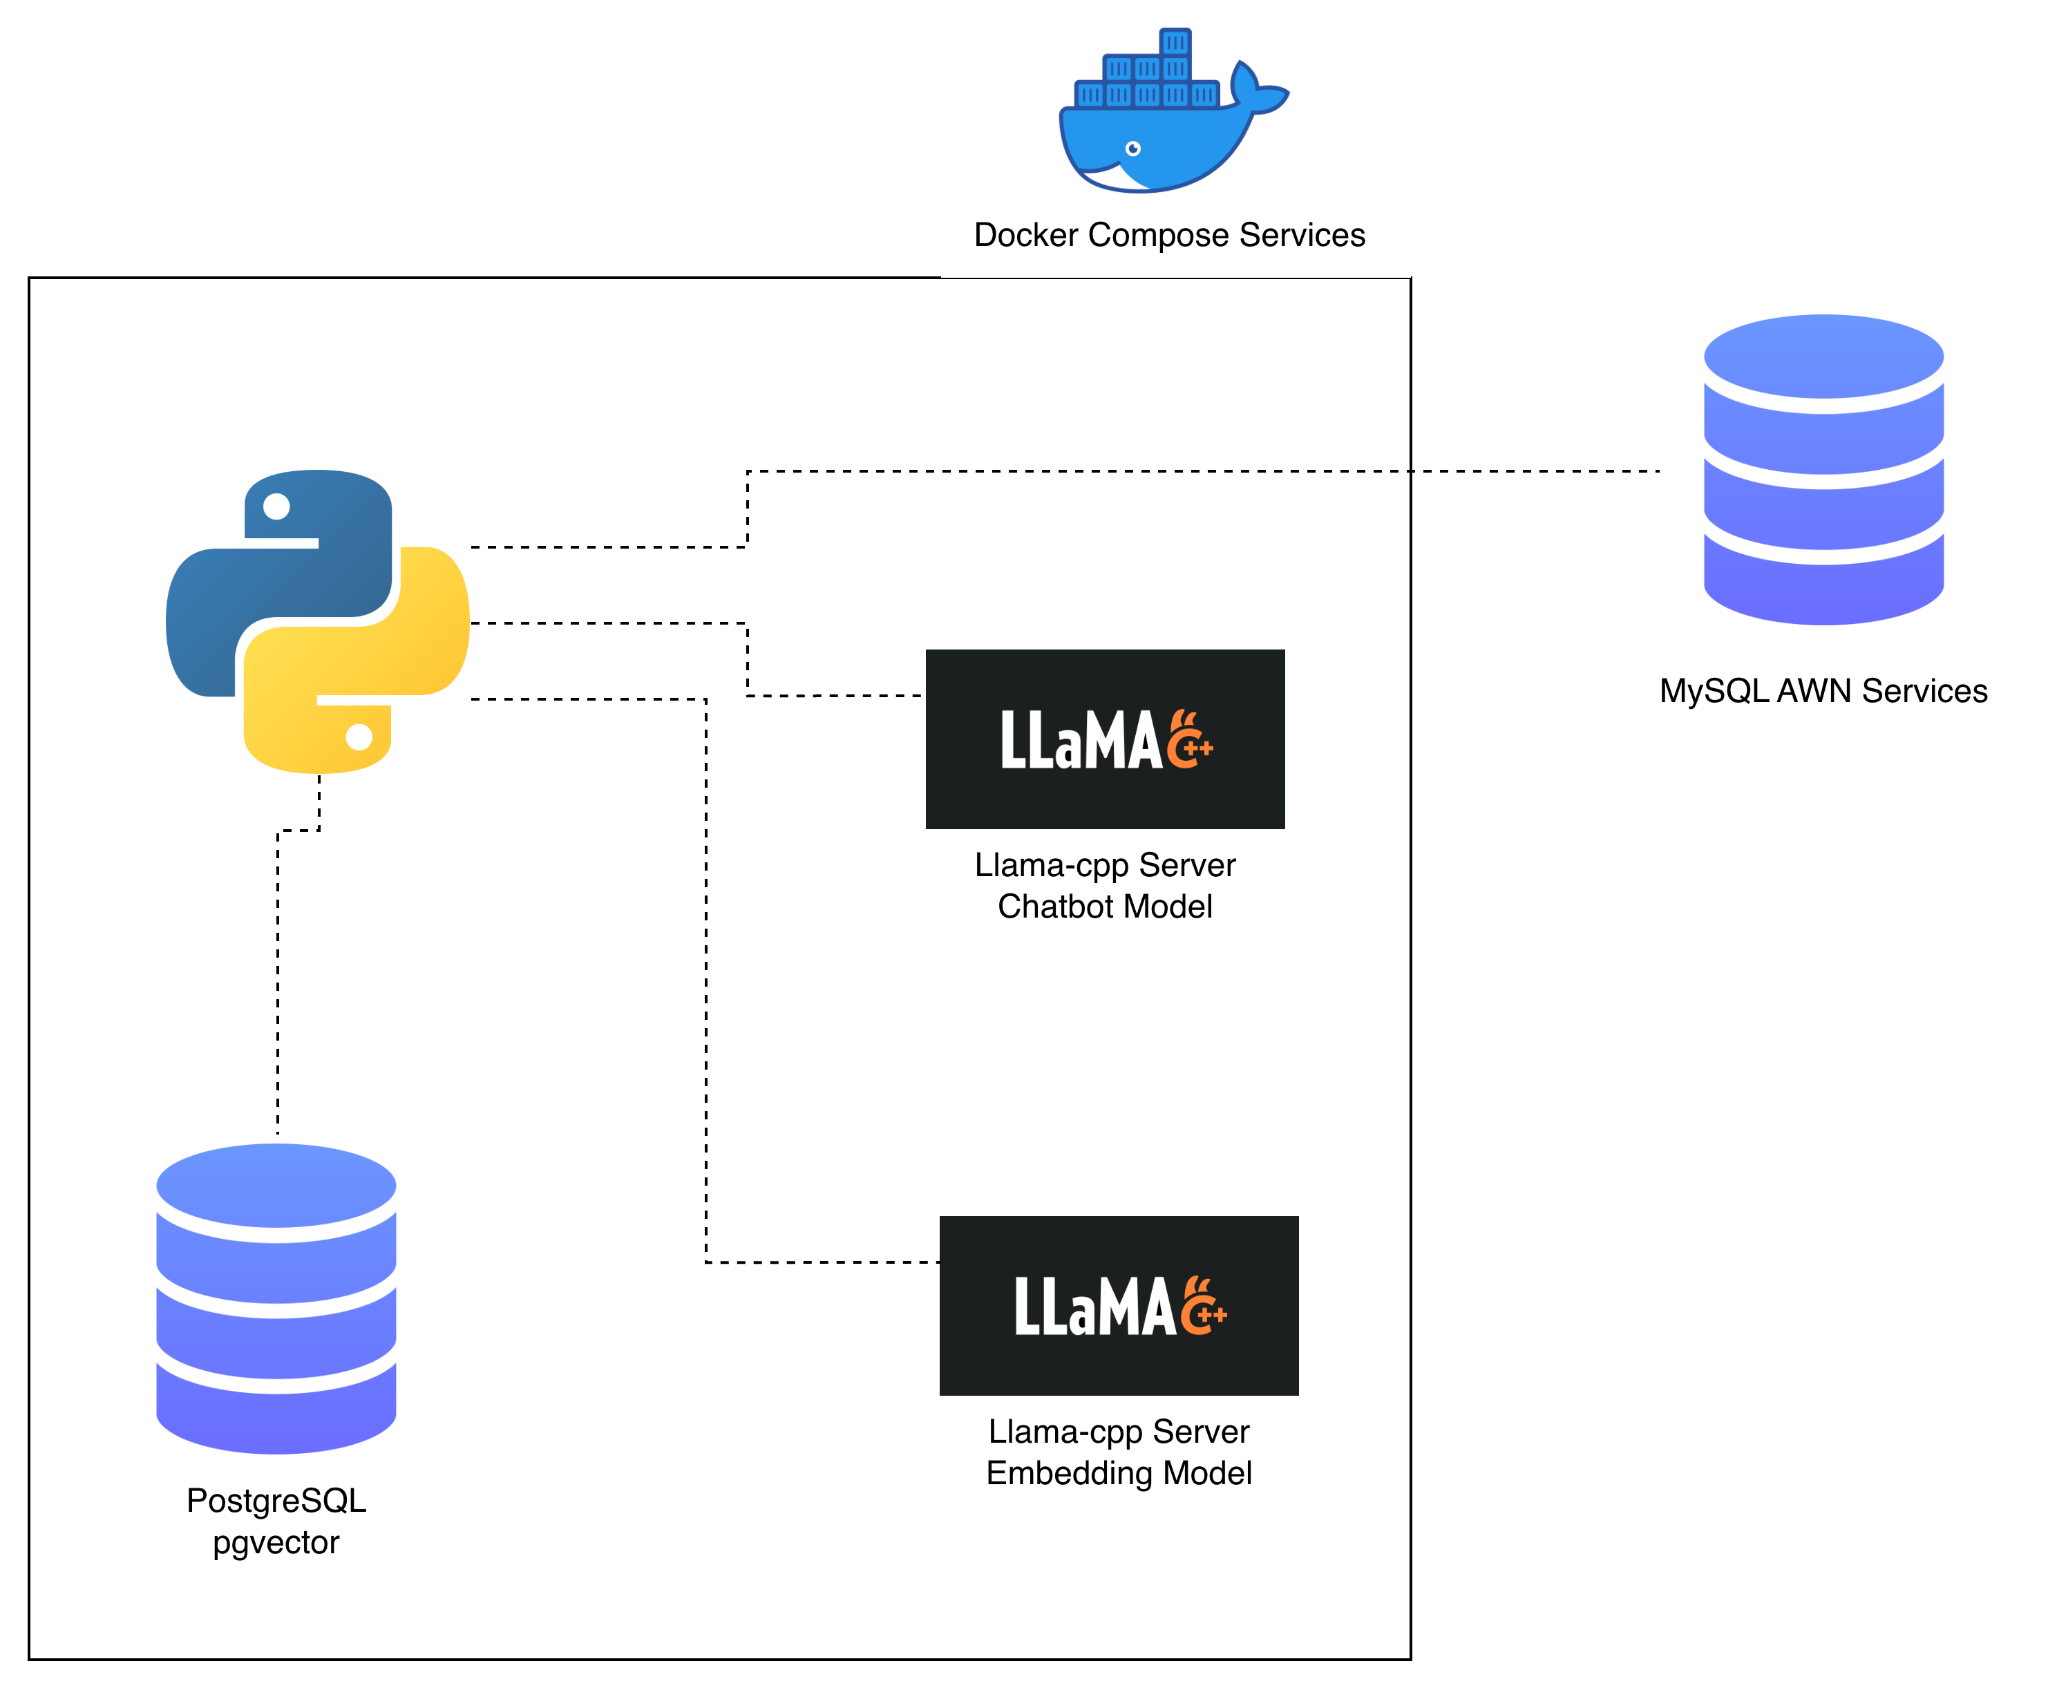 Docker Compose Services
MySQL AWN Services
LLaMA C++
Llama-cpp Server
Chatbot Model
LLaMA C++
Llama-cpp Server
Embedding Model
PostgreSQL
pgvector